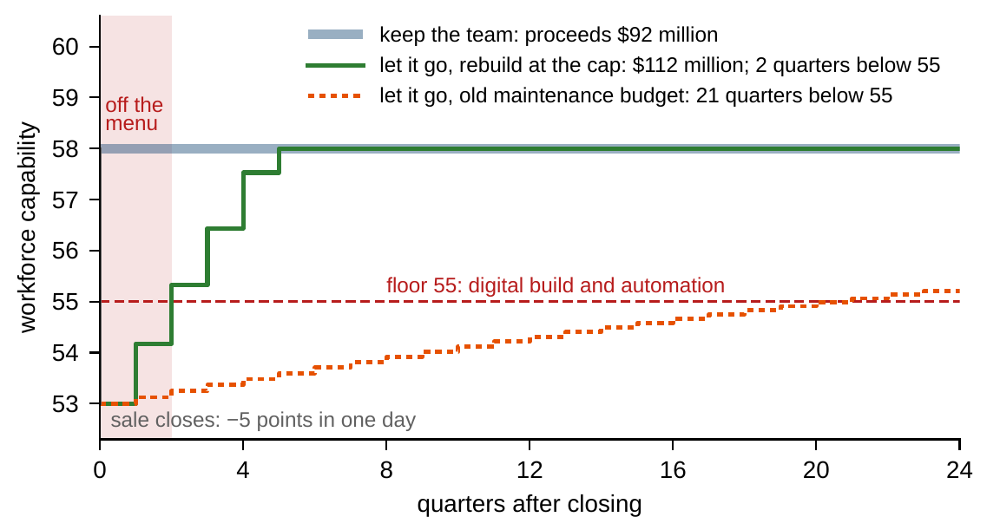 keep the team: proceeds $92 million
let it go, rebuild at the cap: $112 million; 2 quarters below 55
let it go, old maintenance budget: 21 quarters below 55
off the
menu
workforce capability
60
59
58
57
56
55
54
53
floor 55: digital build and automation
sale closes: −5 points in one day
0
4
8
12
16
20
24
quarters after closing